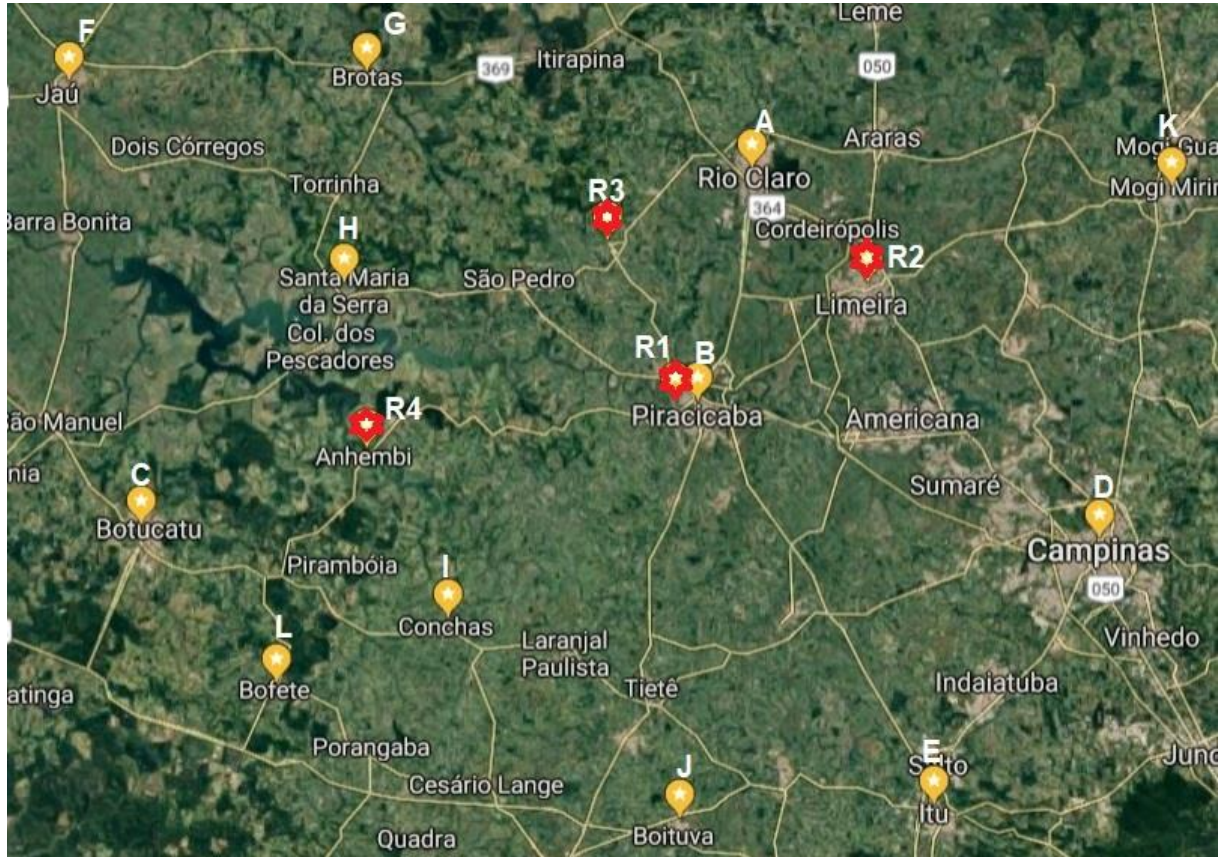 Leme
F
G
Itirapina
369
050
Jaú
Brotas
A
K
Dois Córregos
Araras
Mogi Gua
Torrinha
Rio Claro
Mogi Mirir
R3
364
Barra Bonita
H
Cordeirópolis
R2
Santa Maria
da Serra
São Pedro
Limeira
Col. dos
Pescadores
R1
B
R4
Piracicaba
Americana
São Manuel
Anhembi
nia
C
Sumaré
D
Botucatu
Campinas
Pirambóia
I
050
Conchas
Laranjal
Paulista
Vinhedo
L
Bofete
Tietê
Indaiatuba
atinga
Porangaba
E
Salto
Jund
Cesário Lange
J
Quadra
Boituva
Itu